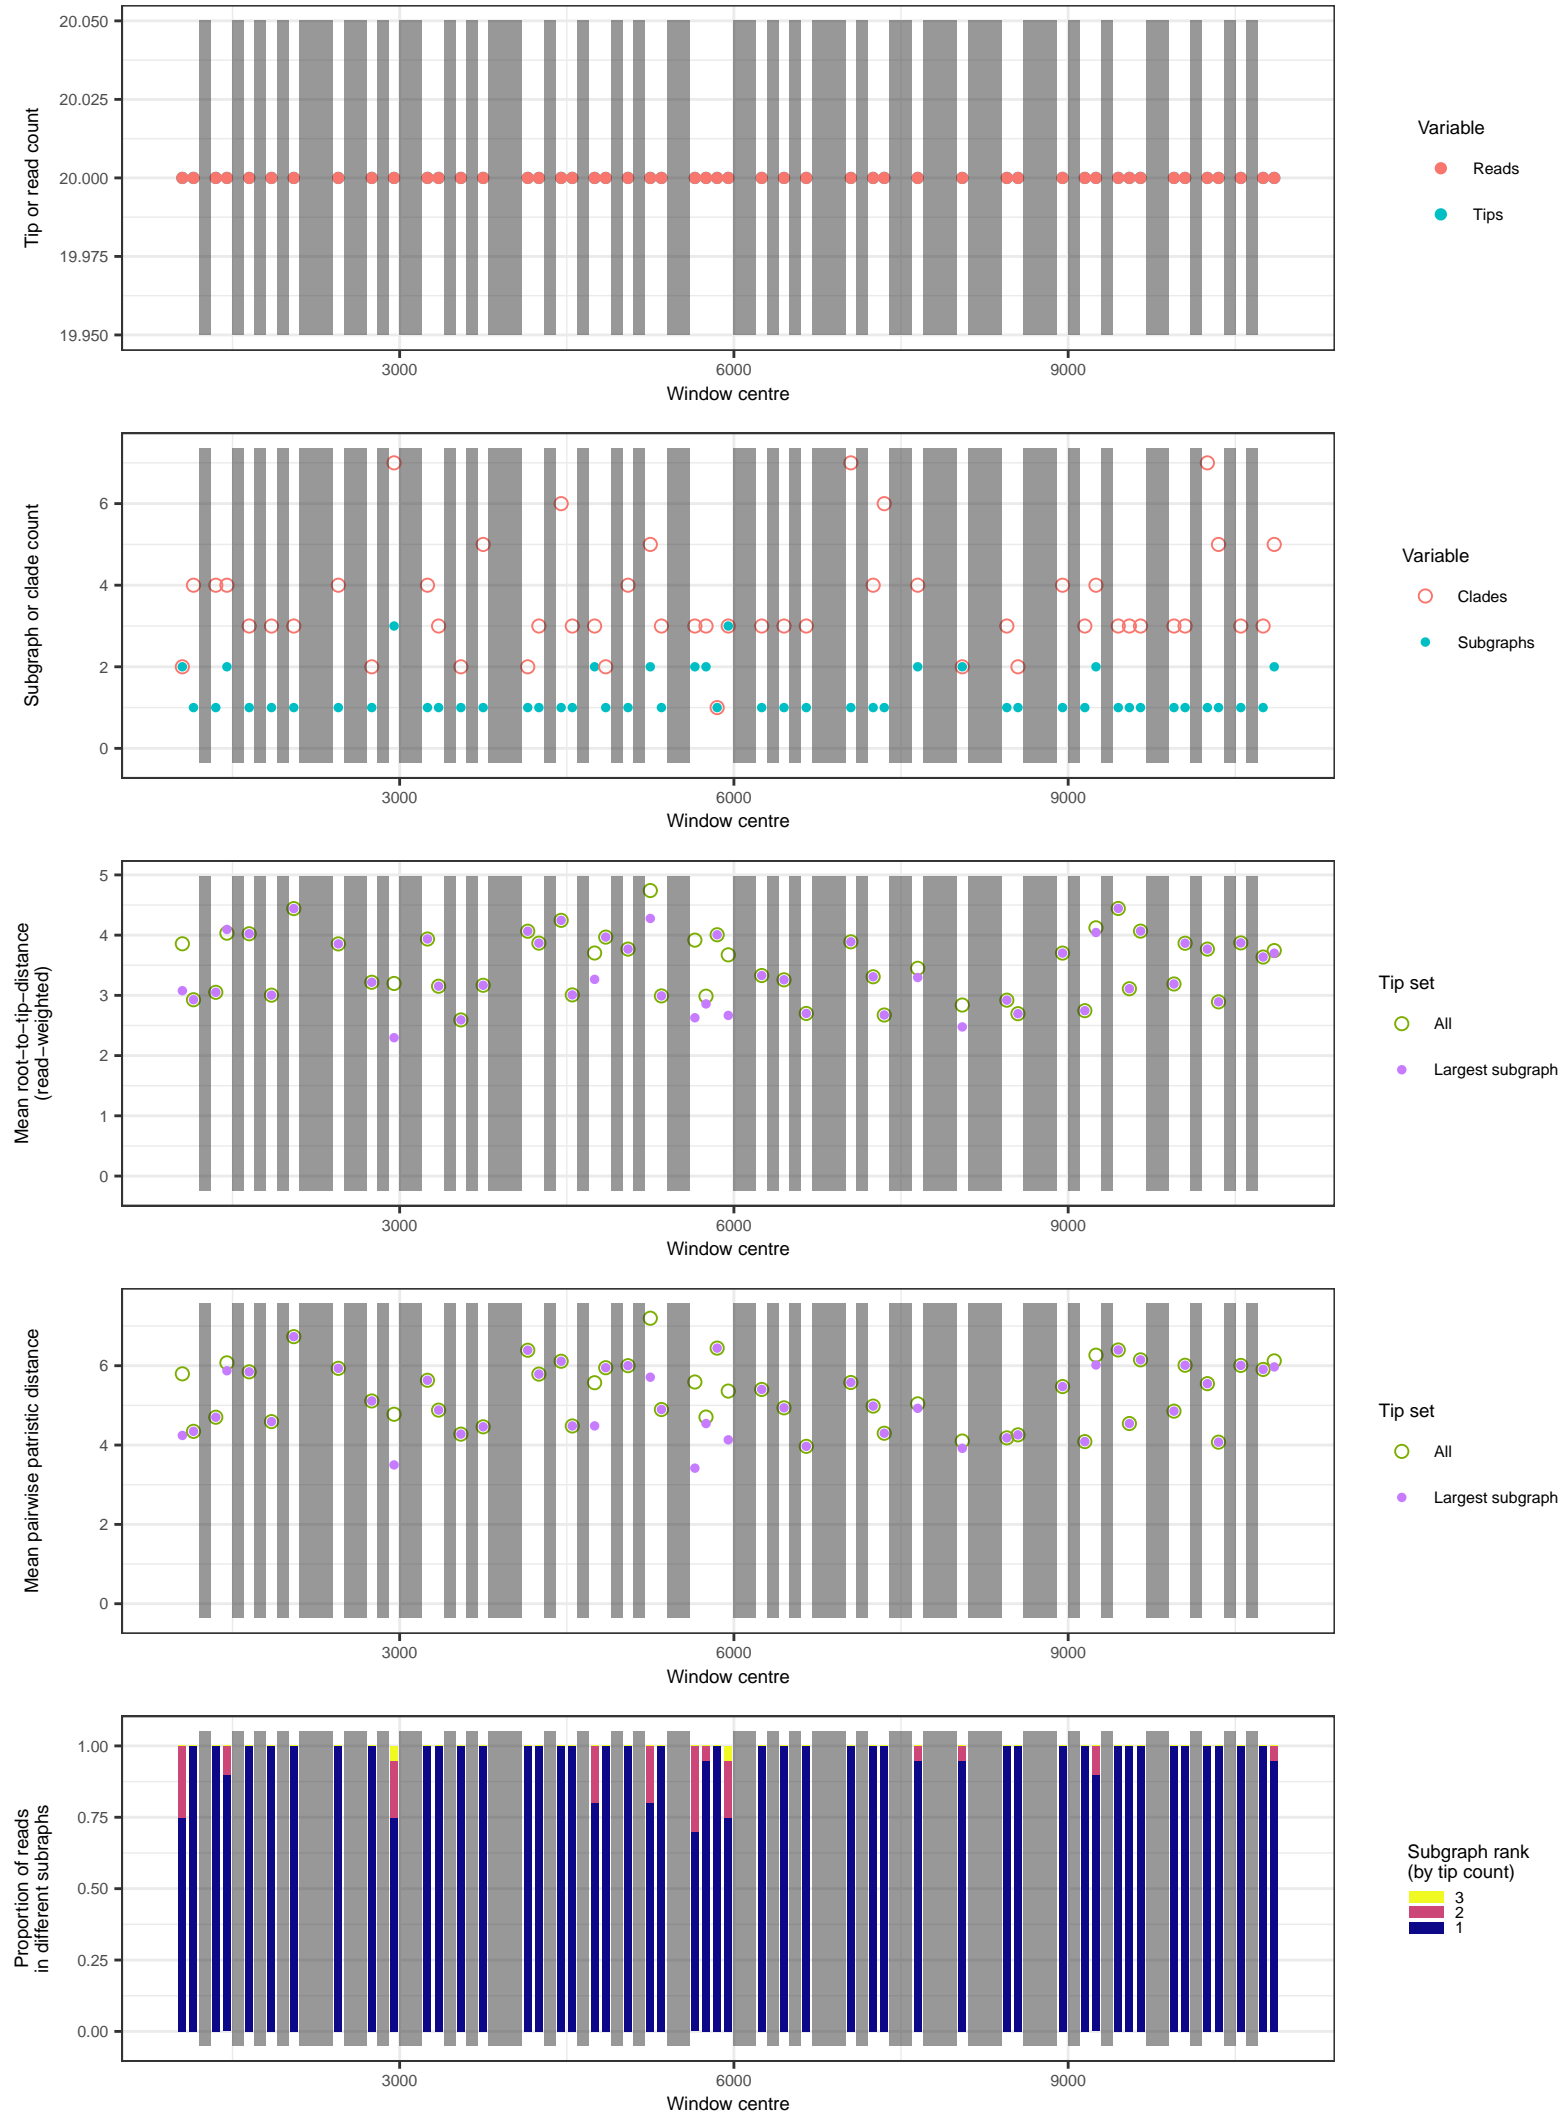 20.050
20.025
20.000
19.975
19.950
Tip or read count
3000
6000
9000
Window centre
Variable
Reads
Tips
6
4
2
0
Subgraph or clade count
3000
6000
9000
Window centre
Variable
Clades
Subgraphs
5
4
3
2
1
0
Mean root−to−tip−distance
(read−weighted)
3000
6000
9000
Window centre
Tip set
All
Largest subgraph
6
4
2
0
Mean pairwise patristic distance
3000
6000
9000
Window centre
Tip set
All
Largest subgraph
1.00
0.75
0.50
0.25
0.00
Proportion of reads
in different subraphs
3000
6000
9000
Window centre
Subgraph rank
(by tip count)
3
2
1